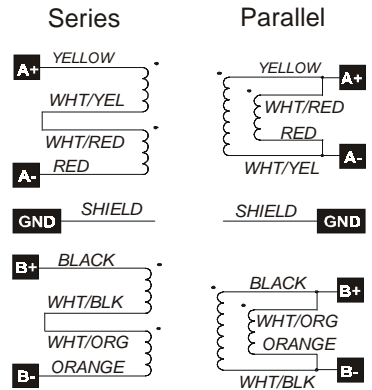 Series
A+
YELLOW
WHT/YEL
WHT/RED
A-
RED
GND
SHIELD
B+
BLACK
WHT/BLK
WHT/ORG
B-
ORANGE
Parallel
YELLOW
A+
WHT/RED
RED
A-
WHT/YEL
SHIELD
GND
BLACK
B+
WHT/ORG
ORANGE
B-
WHT/BLK